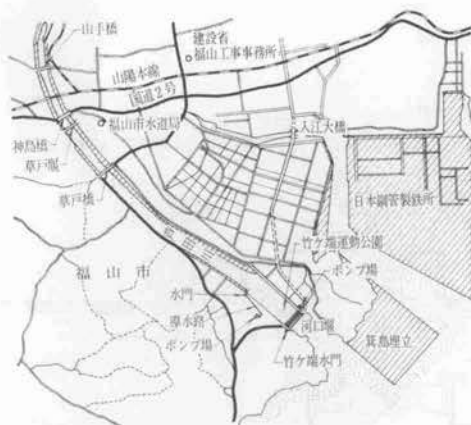 山手橋
建設省
福山工事事務所
山陽本線
国道2号
福山市水道局
入江大橋
神島橋
草戸堰
日本鋼管製鉄所
草戸橋
竹ケ端運動公園
ポンプ場
福山市
水門
導水路
河口堰
ポンプ場
箕島埋立
竹ケ端水門